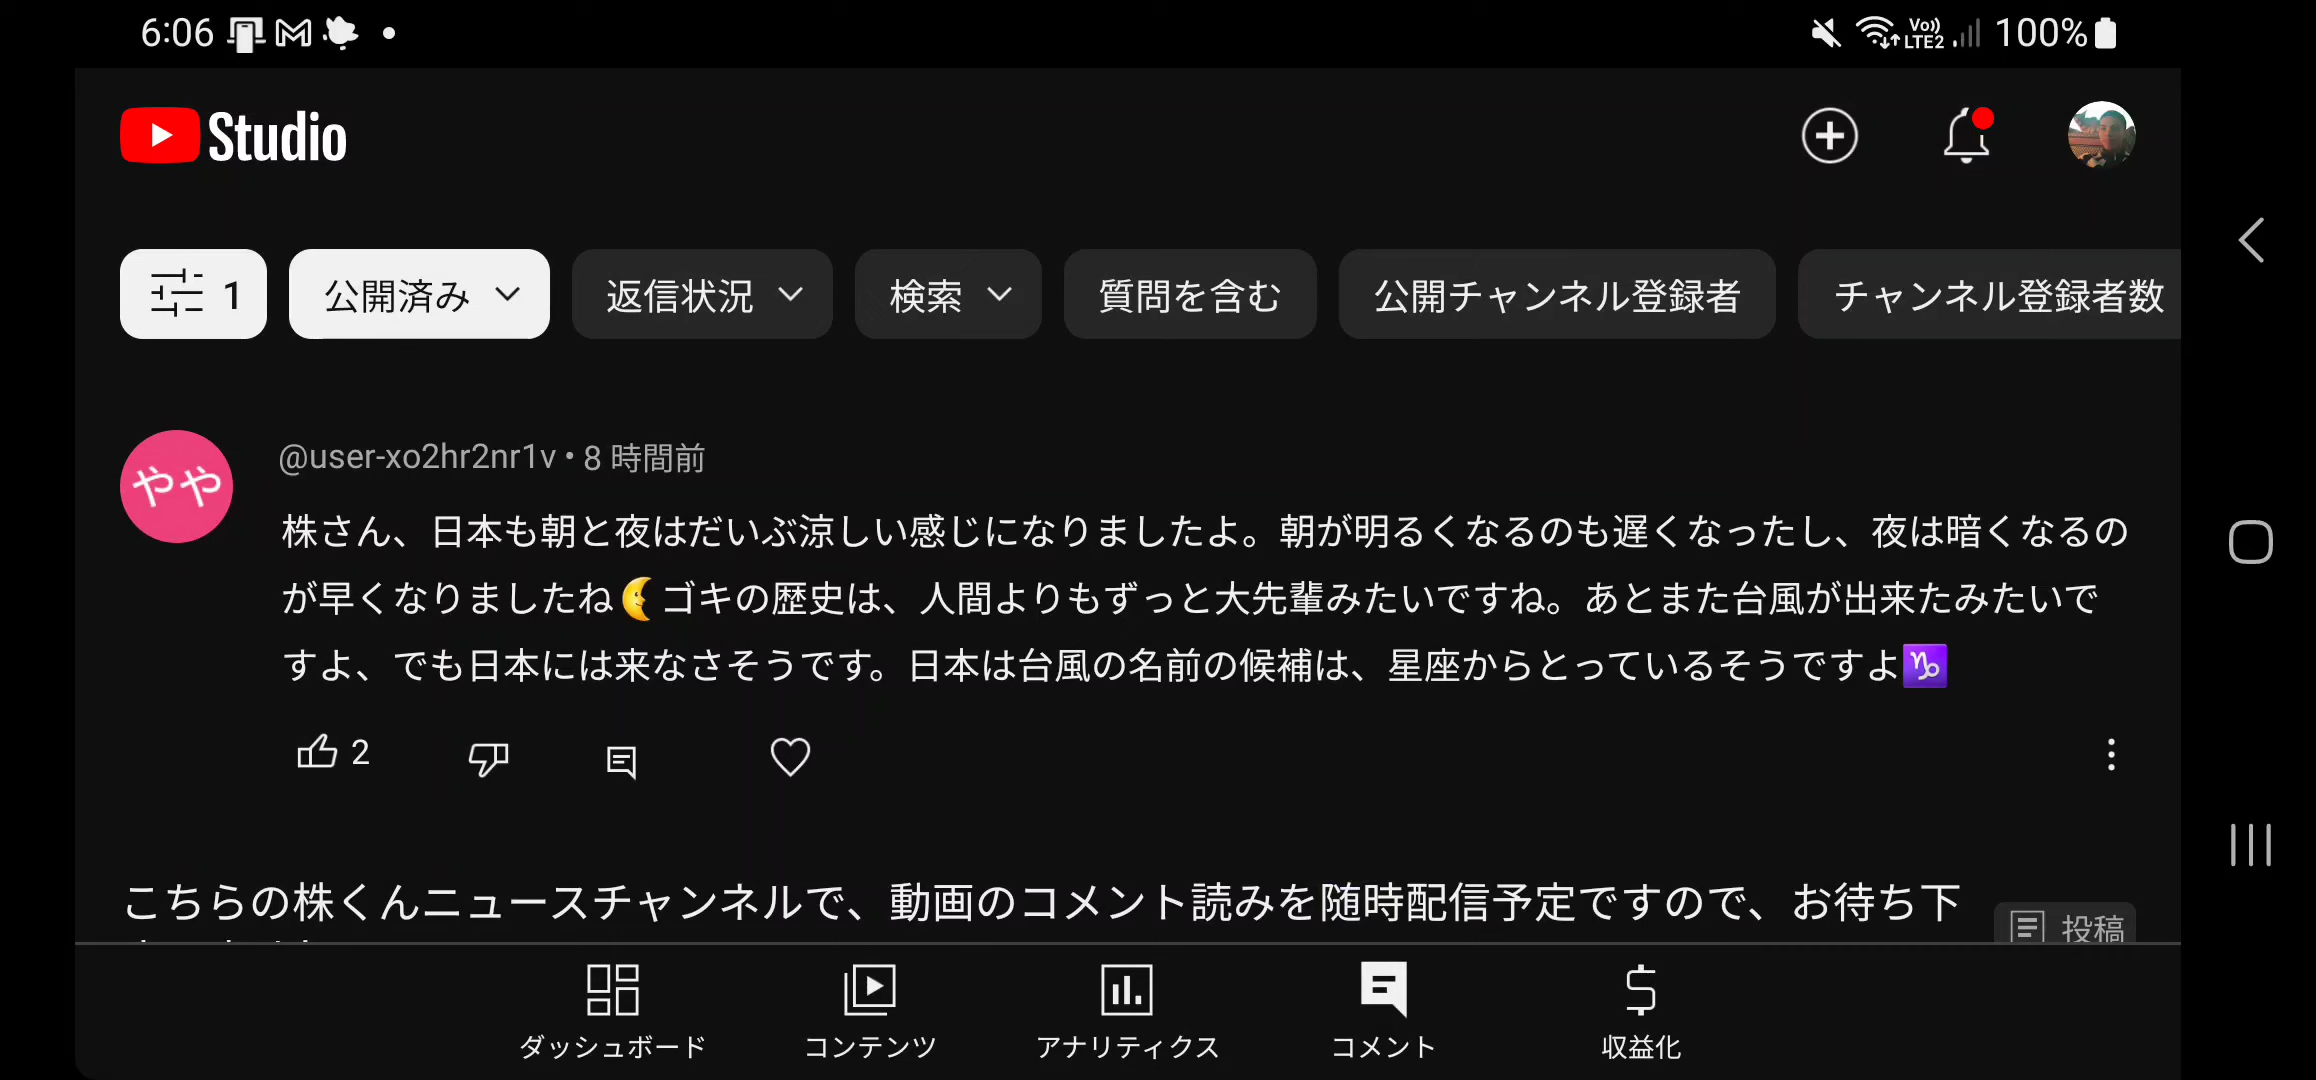 6:06
Vo)) LTE2 100%
Studio
1 公開済み 返信状況 検索 質問を含む 公開チャンネル登録者 チャンネル登録者数
やや
@user-xo2hr2nr1v • 8 時間前
株さん、日本も朝と夜はだいぶ涼しい感じになりましたよ。朝が明るくなるのも遅くなったし、夜は暗くなるの
が早くなりましたね🌜ゴキの歴史は、人間よりもずっと大先輩みたいですね。あとまた台風が出来たみたいで
すよ、でも日本には来なさそうです。日本は台風の名前の候補は、星座からとっているそうですよ♑
2
こちらの株くんニュースチャンネルで、動画のコメント読みを随時配信予定ですので、お待ち下
投稿
ダッシュボード コンテンツ アナリティクス コメント 収益化